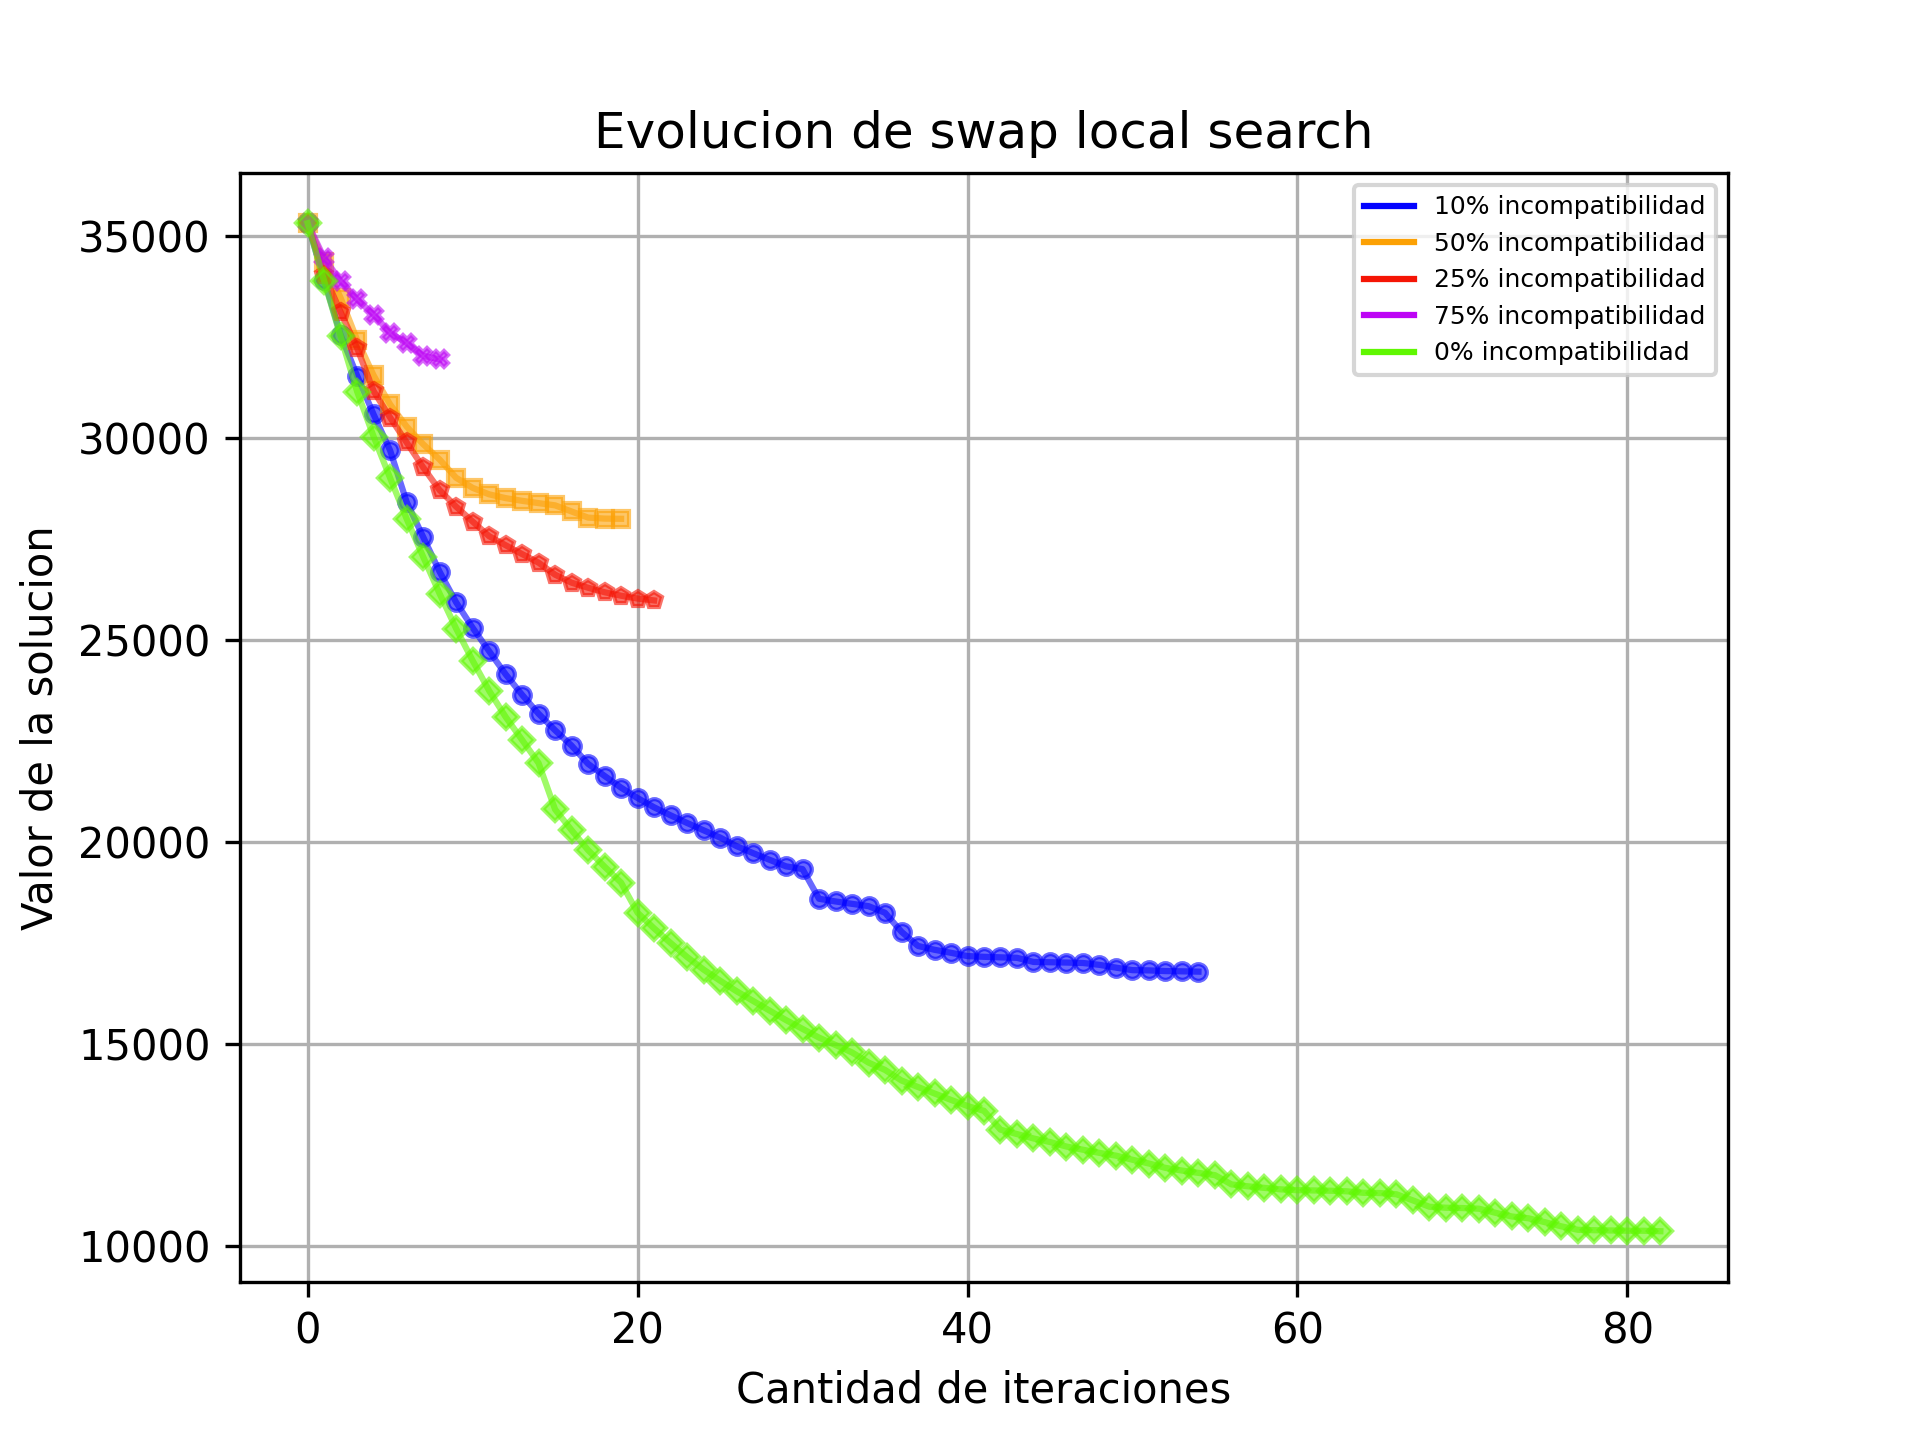 Evolucion de swap local search
10% incompatibilidad
50% incompatibilidad
25% incompatibilidad
75% incompatibilidad
0% incompatibilidad
Valor de la solucion
35000
30000
25000
20000
15000
10000
0 20 40 60 80
Cantidad de iteraciones